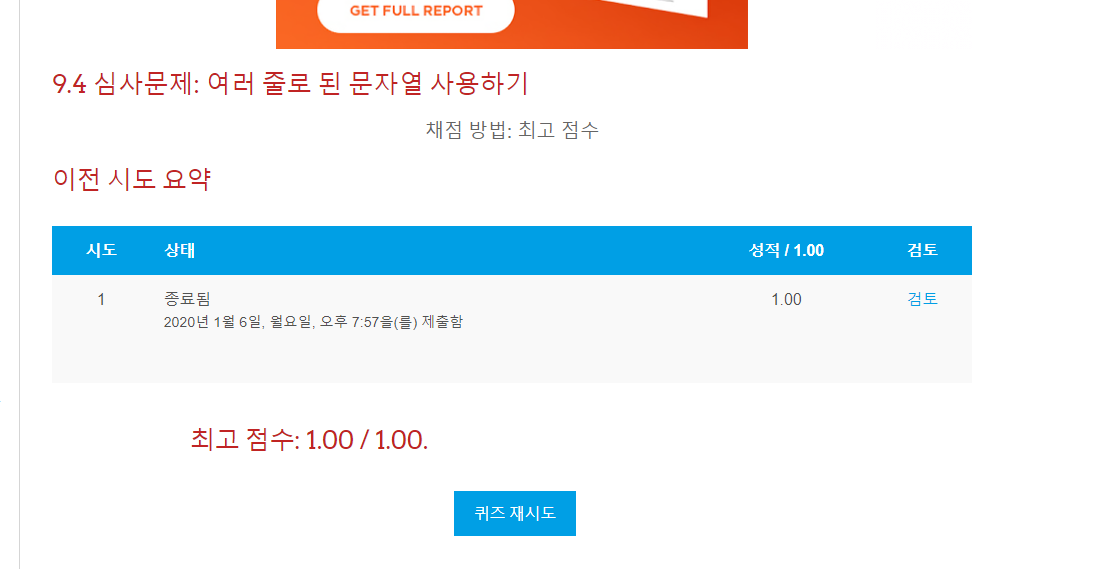 GET FULL REPORT
9.4 심사문제: 여러 줄로 된 문자열 사용하기
채점 방법: 최고 점수
이전 시도 요약
시도 상태 성적 / 1.00 검토
1 종료됨 1.00 검토
2020년 1월 6일, 월요일, 오후 7:57을(를) 제출함
최고 점수: 1.00 / 1.00.
퀴즈 재시도